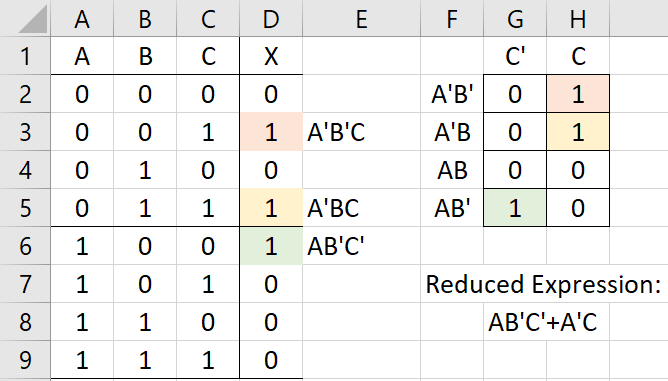 A B C D E F G H
1 A B C X C' C
2 0 0 0 0 A'B' 0 1
3 0 0 1 1 A'B'C A'B 0 1
4 0 1 0 0 AB 0 0
5 0 1 1 1 A'BC AB' 1 0
6 1 0 0 1 AB'C'
7 1 0 1 0 Reduced Expression:
8 1 1 0 0 AB'C'+A'C
9 1 1 1 0